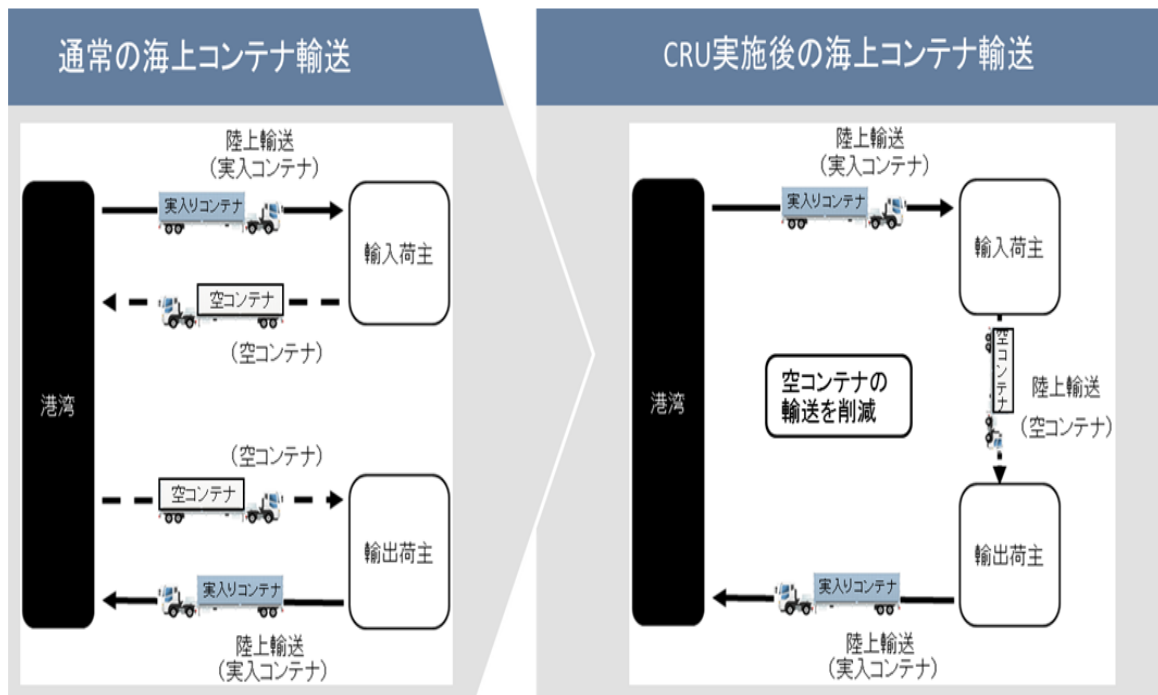 通常の海上コンテナ輸送
陸上輸送
(実入コンテナ)
実入りコンテナ
輸入荷主
空コンテナ
(空コンテナ)
港湾
(空コンテナ)
空コンテナ
輸出荷主
実入りコンテナ
陸上輸送
(実入コンテナ)
CRU実施後の海上コンテナ輸送
陸上輸送
(実入コンテナ)
実入りコンテナ
輸入荷主
空コンテナ
港湾
空コンテナの
輸送を削減
陸上輸送
(空コンテナ)
輸出荷主
実入りコンテナ
陸上輸送
(実入コンテナ)